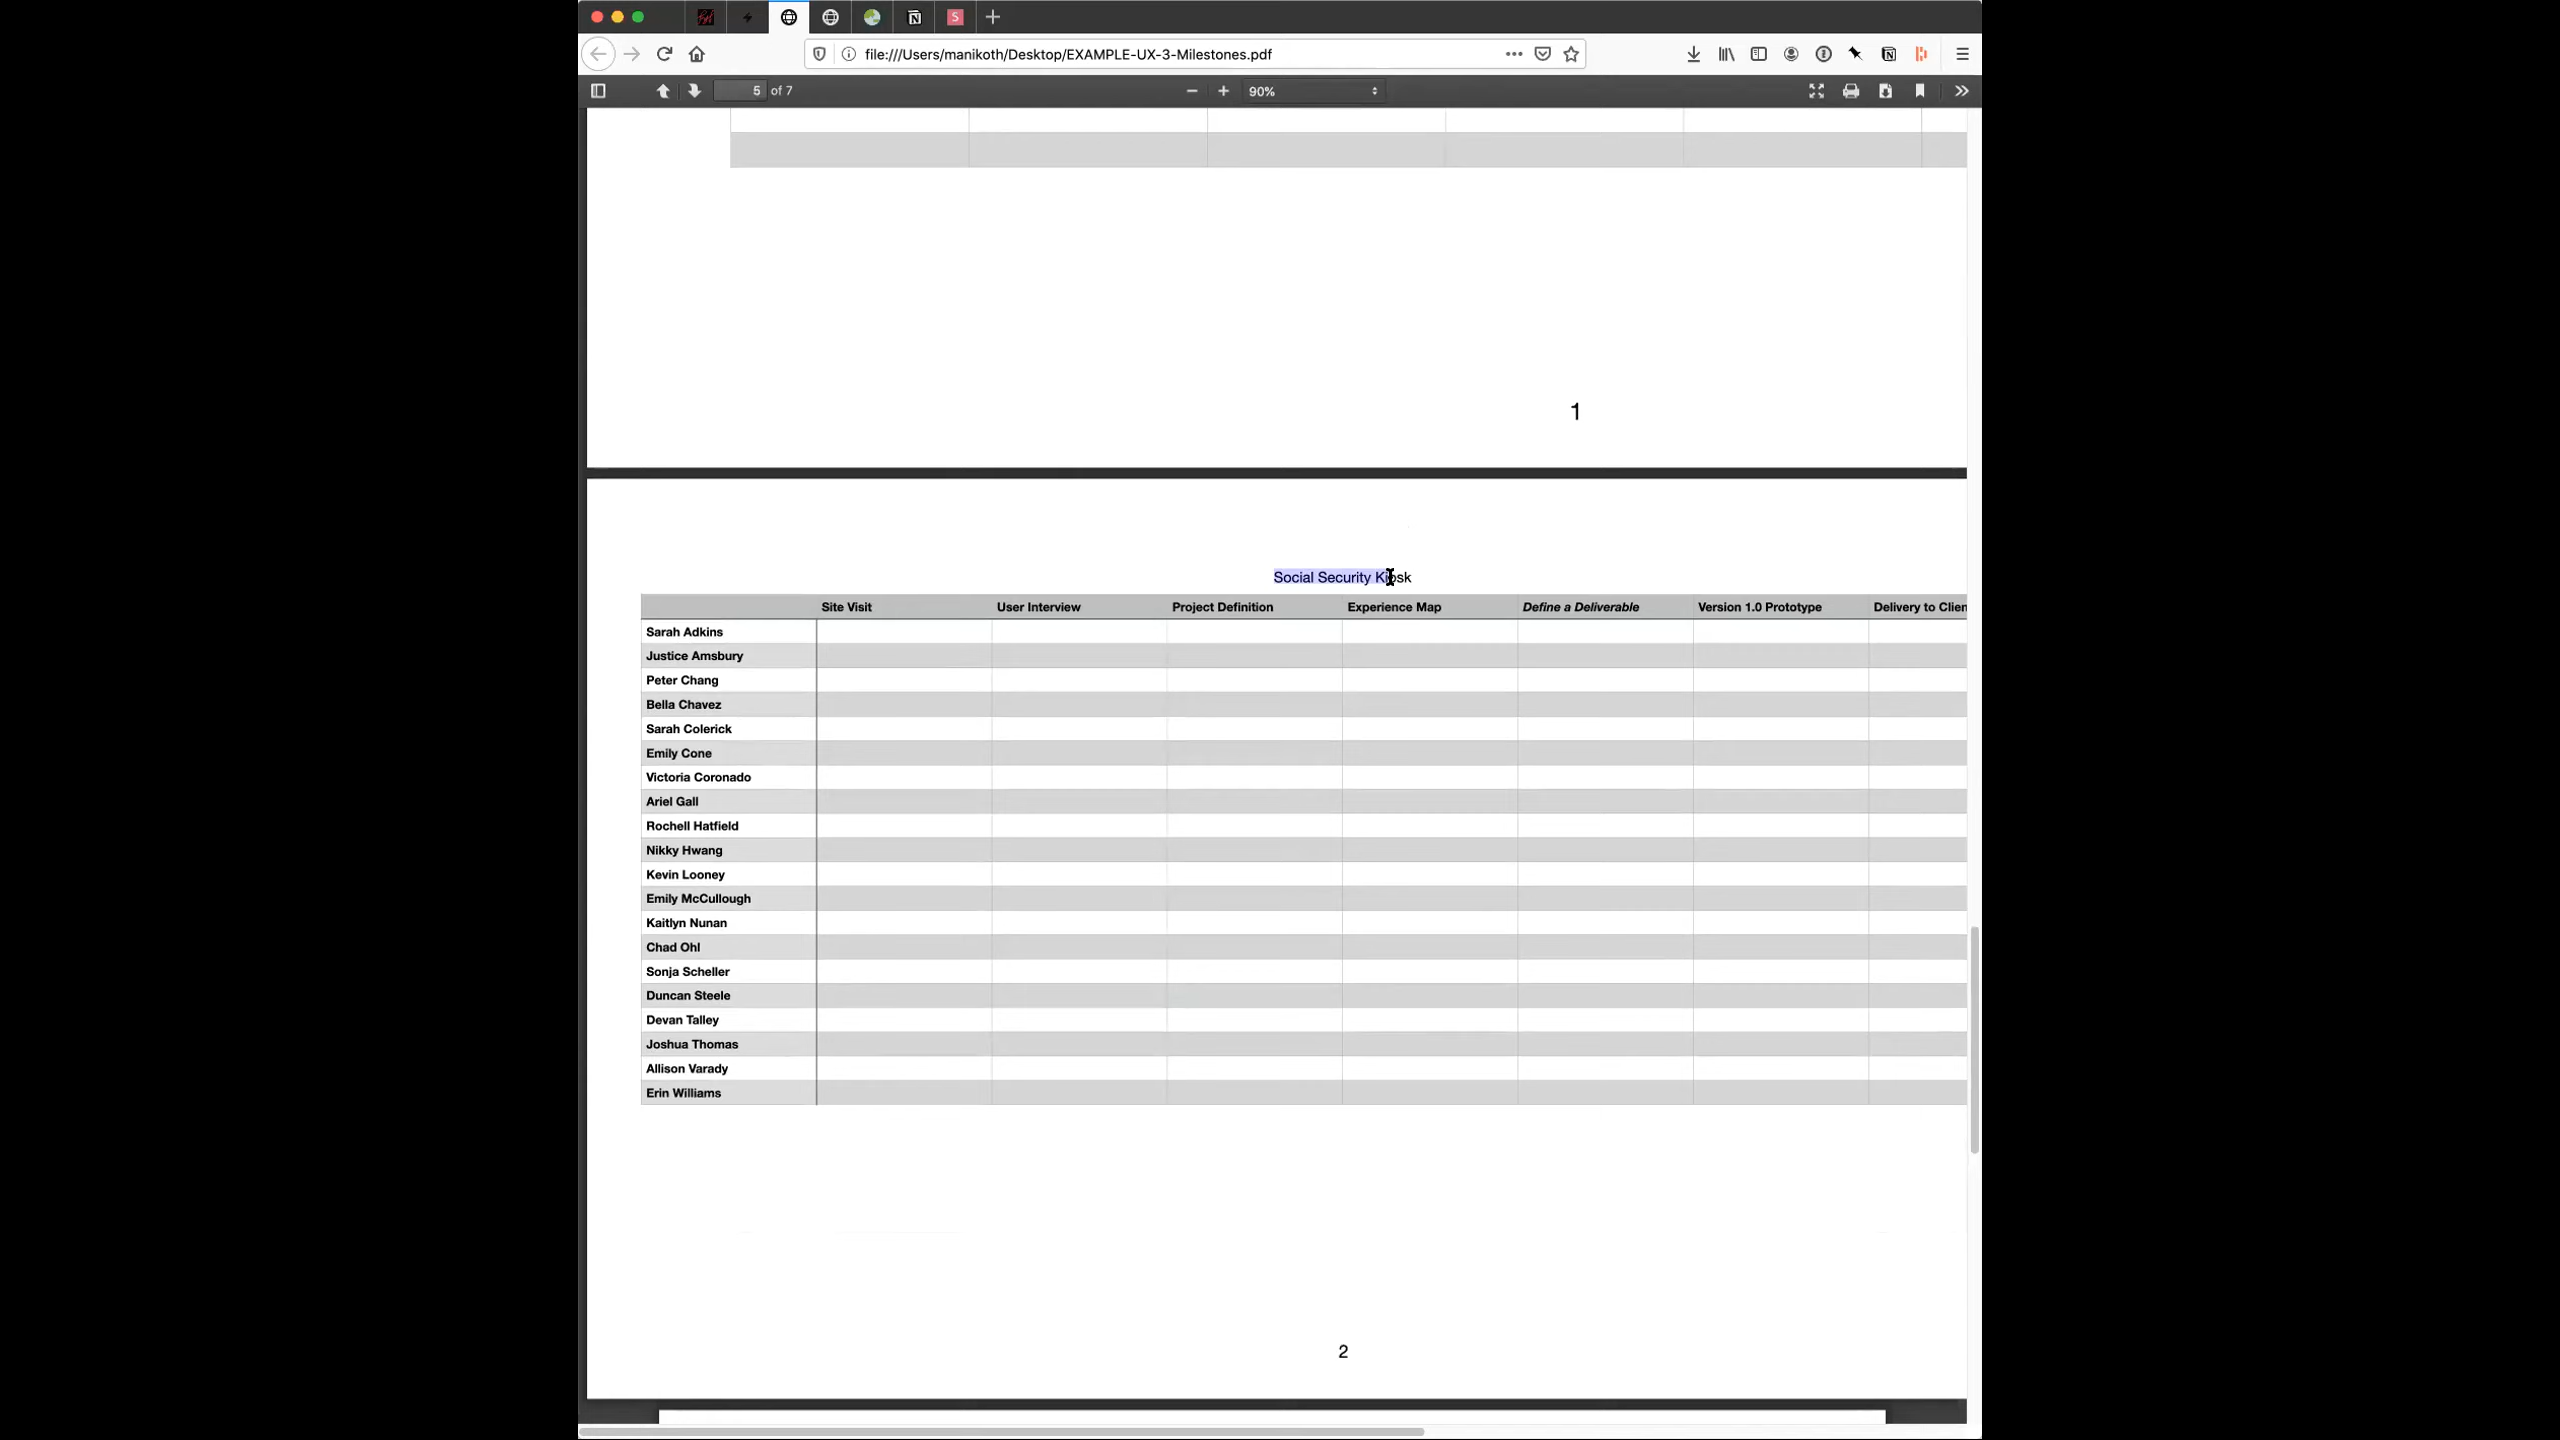 S
file:///Users/manikoth/Desktop/EXAMPLE-UX-3-Milestones.pdf
5 of 7
90%
1
Social Security Kiosk
Site Visit User Interview Project Definition Experience Map Define a Deliverable Version 1.0 Prototype Delivery to Clien
Sarah Adkins
Justice Amsbury
Peter Chang
Bella Chavez
Sarah Colerick
Emily Cone
Victoria Coronado
Ariel Gall
Rochell Hatfield
Nikky Hwang
Kevin Looney
Emily McCullough
Kaitlyn Nunan
Chad Ohl
Sonja Scheller
Duncan Steele
Devan Talley
Joshua Thomas
Allison Varady
Erin Williams
2